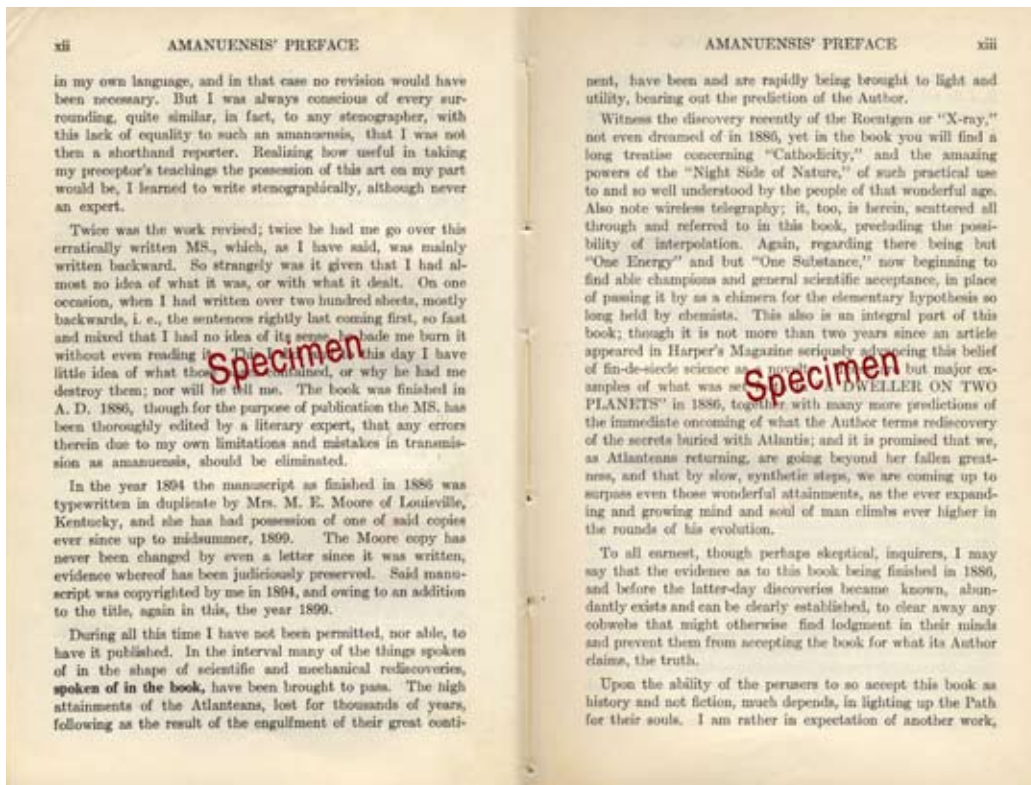 xii AMANUENSIS' PREFACE
in my own language, and in that case no revision would have
been necessary. But I was always conscious of every sur-
rounding, quite similar, in fact, to any stenographer, with
this lack of equality to such an amanuensis, that I was not
then a shorthand reporter. Realizing how useful in taking
my preceptor's teachings the possession of this art on my part
would be, I learned to write stenographically, although never
an expert.
Twice was the work revised; twice he had me go over this
erratically written MS., which, as I have said, was mainly
written backward. So strangely was it given that I had al-
most no idea of what it was, or with what it dealt. On one
occasion, when I had written over two hundred sheets, mostly
backwards, i. e., the sentences rightly last coming first, so fast
and mixed that I had no idea of its sense, he bade me burn it
without even reading this day I have
little idea of what contained, or why he had me
destroy them; nor will he tell me. The book was finished in
A. D. 1886, though for the purpose of publication the MS. has
been thoroughly edited by a literary expert, that any errors
therein due to my own limitations and mistakes in transmis-
sion as amanuensis, should be eliminated.
In the year 1894 the manuscript as finished in 1886 was
typewritten in duplicate by Mrs. M. E. Moore of Louisville,
Kentucky, and she has had possession of one of said copies
ever since up to midsummer, 1899. The Moore copy has
never been changed by even a letter since it was written,
evidence whereof has been judiciously preserved. Said manu-
script was copyrighted by me in 1894, and owing to an addition
to the title, again in this, the year 1899.
During all this time I have not been permitted, nor able, to
have it published. In the interval many of the things spoken
of in the shape of scientific and mechanical rediscoveries,
spoken of in the book, have been brought to pass. The high
attainments of the Atlanteans, lost for thousands of years,
following as the result of the engulfment of their great conti-
Specimen
AMANUENSIS' PREFACE xiii
nent, have been and are rapidly being brought to light and
utility, bearing out the prediction of the Author.
Witness the discovery recently of the Roentgen or "X-ray,"
not even dreamed of in 1886, yet in the book you will find a
long treatise concerning "Cathodicity," and the amazing
powers of the "Night Side of Nature," of such practical use
to and so well understood by the people of that wonderful age.
Also note wireless telegraphy; it, too, is herein, scattered all
through and referred to in this book, precluding the possi-
bility of interpolation. Again, regarding there being but
"One Energy" and but "One Substance," now beginning to
find able champions and general scientific acceptance, in place
of passing it by as a chimera for the elementary hypothesis so
long held by chemists. This also is an integral part of this
book; though it is not more than two years since an article
appeared in Harper's Magazine seriously advancing this belief
of fin-de-siecle science as but major ex-
amples of what was DWELLER ON TWO
PLANETS" in 1886, together with many more predictions of
the immediate oncoming of what the Author terms rediscovery
of the secrets buried with Atlantis; and it is promised that we,
as Atlanteans returning, are going beyond her fallen great-
ness, and that by slow, synthetic steps, we are coming up to
surpass even those wonderful attainments, as the ever expand-
ing and growing mind and soul of man climbs ever higher in
the rounds of his evolution.
To all earnest, though perhaps skeptical, inquirers, I may
say that the evidence as to this book being finished in 1886,
and before the latter-day discoveries became known, abun-
dantly exists and can be clearly established, to clear away any
cobwebs that might otherwise find lodgment in their minds
and prevent them from accepting the book for what its Author
claims, the truth.
Upon the ability of the perusers to so accept this book as
history and not fiction, much depends, in lighting up the Path
for their souls. I am rather in expectation of another work,
Specimen